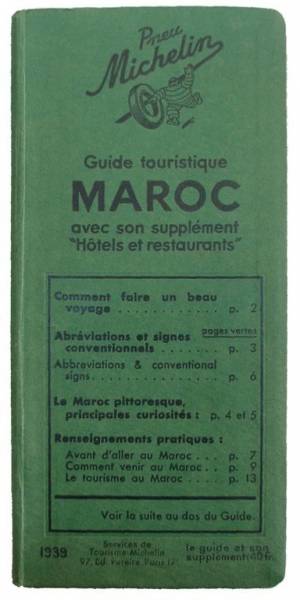 Pneu
Michelin
Guide touristique
MAROC
avec son supplément
"Hôtels et restaurants"
Comment faire un beau
voyage . . . . . . . . . . . . p. 2
pages vertes
Abréviations et signes
conventionnels . . . . . . . p. 3
Abbreviations & conventional
signs. . . . . . . . . . . . . . . p. 6
Le Maroc pittoresque,
principales curiosités : p. 4 et 5
Renseignements pratiques :
Avant d'aller au Maroc . . . p. 7
Comment venir au Maroc . . p. 9
Le tourisme au Maroc . . . . p. 13
Voir la suite au dos du Guide.
1939
Services de
Tourisme Michelin
97, Bd. Pereire, Paris 17
le guide et son
supplément